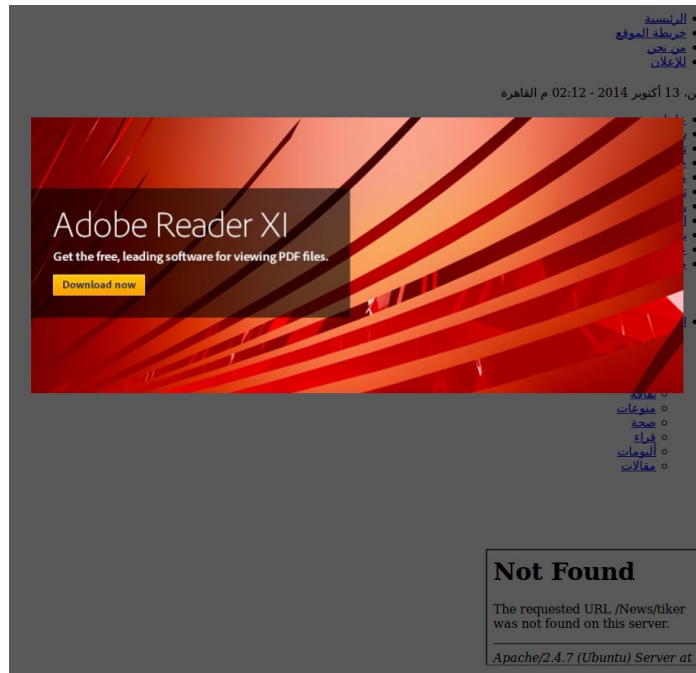 الرئيسية
خريطة الموقع
من نحن
للإعلان
13 أكتوبر 2014 - 02:12 م القاهرة
Adobe Reader XI
Get the free, leading software for viewing PDF files.
Download now
ثقافة
منوعات
صحة
قراء
ألبومات
مقالات
Not Found
The requested URL /News/tiker
was not found on this server.
Apache/2.4.7 (Ubuntu) Server at